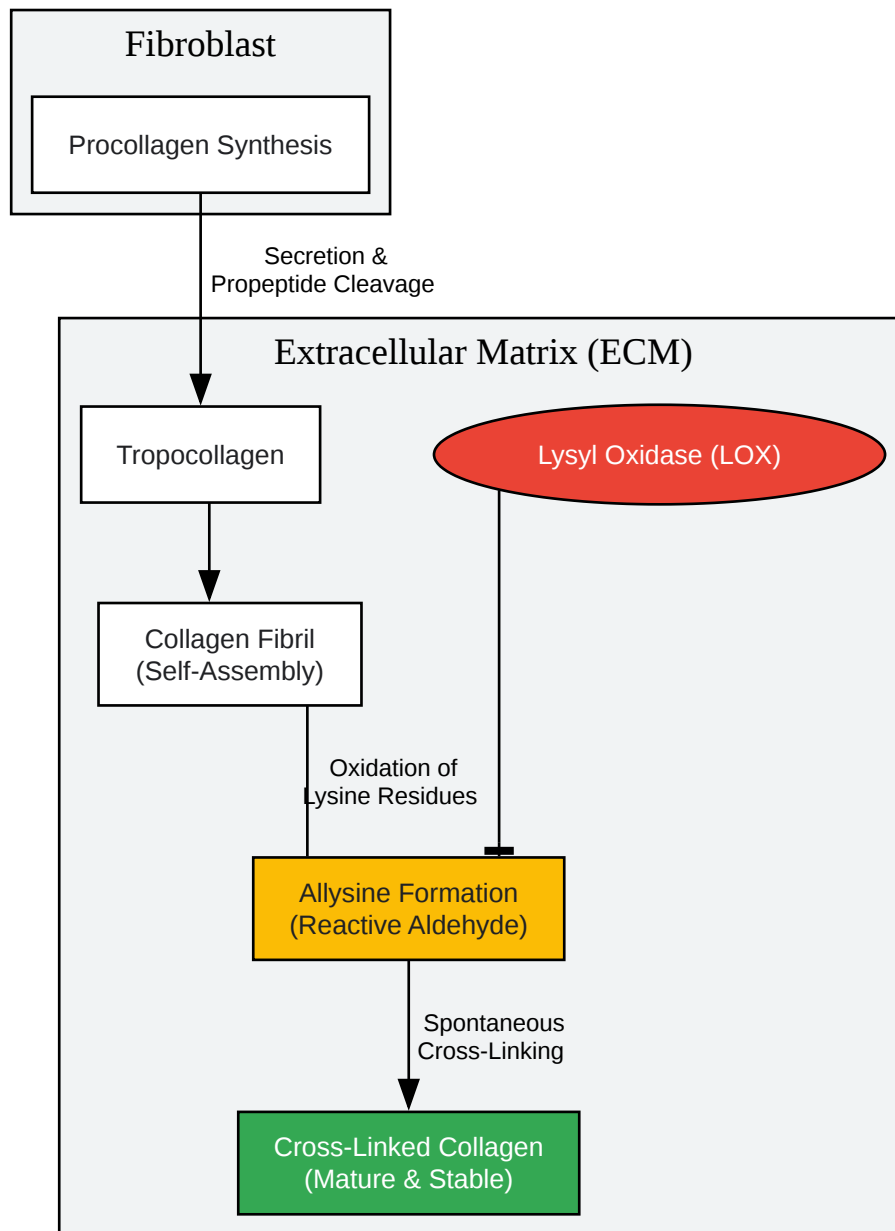 Fibroblast
Procollagen Synthesis
Secretion &
Propeptide Cleavage
Extracellular Matrix (ECM)
Tropocollagen
Lysyl Oxidase (LOX)
Collagen Fibril
(Self-Assembly)
Oxidation of
Lysine Residues
Allysine Formation
(Reactive Aldehyde)
Spontaneous
Cross-Linking
Cross-Linked Collagen
(Mature & Stable)